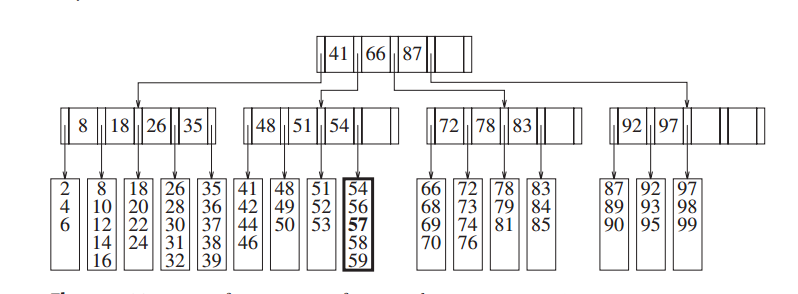 41 66 87
8 18 26 35 48 51 54 72 78 83 92 97
2 8 18 26 35 41 48 51 54 66 72 78 83 87 92 97
4 10 20 28 36 42 49 52 56 68 73 79 84 89 93 98
6 12 22 30 37 44 50 53 57 69 74 81 85 90 95 99
14 24 31 38 46 58 70 76
16 32 39 59